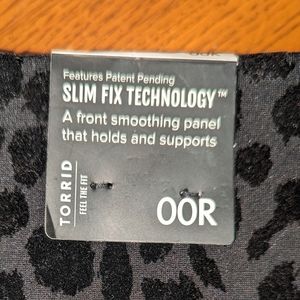 Features Patent Pending
SLIM FIX TECHNOLOGY™
A front smoothing panel
that holds and supports
TORRID
FEEL THE FIT
00R